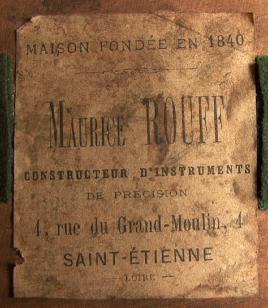 MAISON FONDÉE EN 1840
MAURICE ROUFF
CONSTRUCTEUR D'INSTRUMENTS
DE PRÉCISION
4, rue du Grand-Moulin, 4
SAINT-ÉTIENNE
— LOIRE —